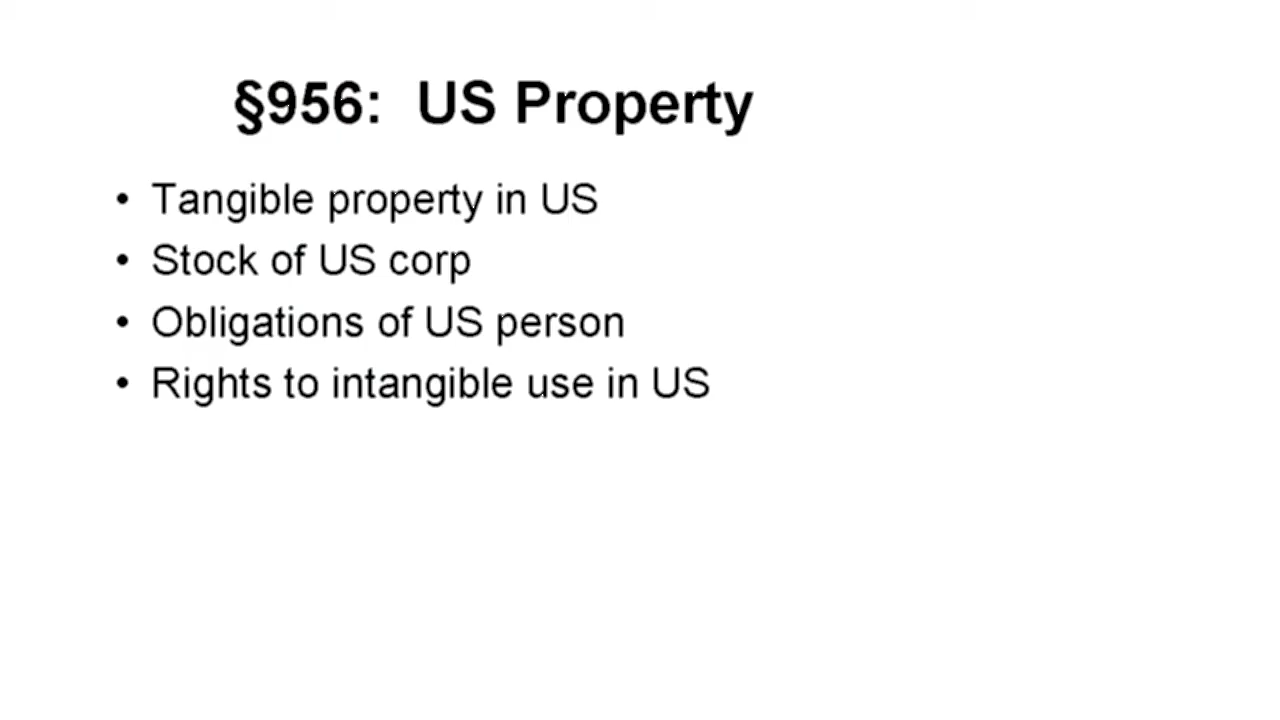 §956: US Property
• Tangible property in US
• Stock of US corp
• Obligations of US person
• Rights to intangible use in US